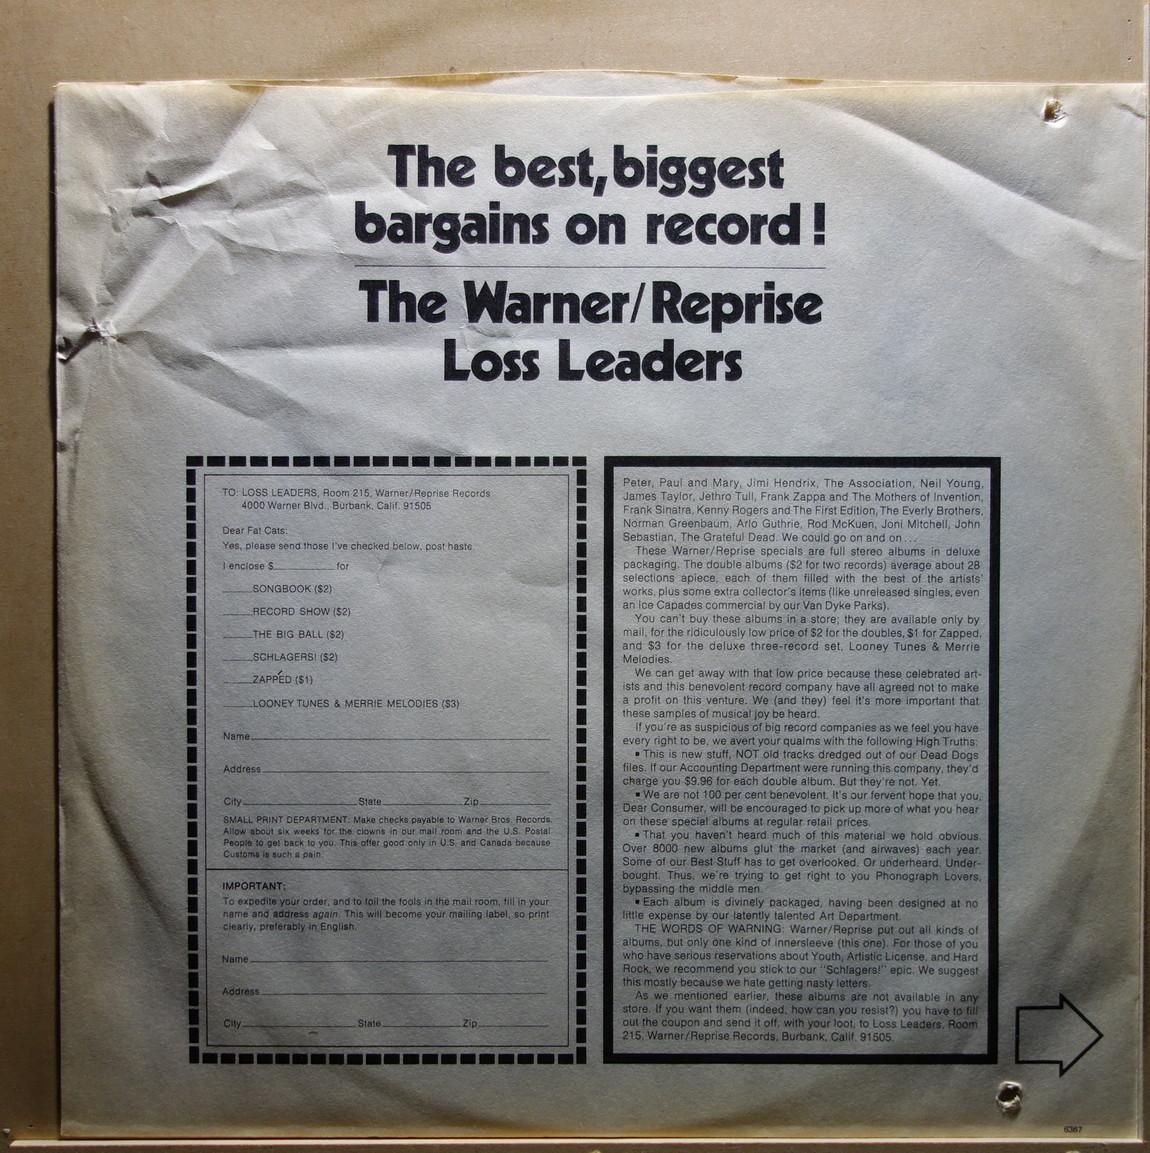 The best, biggest
bargains on record!
The Warner/Reprise
Loss Leaders
TO: LOSS LEADERS, Room 215, Warner/Reprise Records
4000 Warner Blvd., Burbank, Calif. 91505
Dear Fat Cats:
Yes, please send those I've checked below, post haste.
I enclose $____________ for
______SONGBOOK ($2)
______RECORD SHOW ($2)
______THE BIG BALL ($2)
______SCHLAGERS! ($2)
______ZAPPED ($1)
______LOONEY TUNES & MERRIE MELODIES ($3)
Name
Address
City State Zip
SMALL PRINT DEPARTMENT: Make checks payable to Warner Bros. Records.
Allow about six weeks for the clowns in our mail room and the U.S. Postal
People to get back to you. This offer good only in U.S. and Canada because
Customs is such a pain.
IMPORTANT:
To expedite your order, and to foil the fools in the mail room, fill in your
name and address again. This will become your mailing label, so print
clearly, preferably in English.
Name
Address
City State Zip
Peter, Paul and Mary, Jimi Hendrix, The Association, Neil Young,
James Taylor, Jethro Tull, Frank Zappa and The Mothers of Invention,
Frank Sinatra, Kenny Rogers and The First Edition, The Everly Brothers,
Norman Greenbaum, Arlo Guthrie, Rod McKuen, Joni Mitchell, John
Sebastian, The Grateful Dead. We could go on and on . . .
These Warner/Reprise specials are full stereo albums in deluxe
packaging. The double albums ($2 for two records) average about 28
selections apiece, each of them filled with the best of the artists'
works, plus some extra collector's items (like unreleased singles, even
an Ice Capades commercial by our Van Dyke Parks).
You can't buy these albums in a store; they are available only by
mail, for the ridiculously low price of $2 for the doubles, $1 for Zapped,
and $3 for the deluxe three-record set, Looney Tunes & Merrie
Melodies.
We can get away with that low price because these celebrated art-
ists and this benevolent record company have all agreed not to make
a profit on this venture. We (and they) feel it's more important that
these samples of musical joy be heard.
If you're as suspicious of big record companies as we feel you have
every right to be, we avert your qualms with the following High Truths:
▪ This is new stuff, NOT old tracks dredged out of our Dead Dogs
files. If our Accounting Department were running this company, they'd
charge you $9.96 for each double album. But they're not. Yet.
▪ We are not 100 per cent benevolent. It's our fervent hope that you,
Dear Consumer, will be encouraged to pick up more of what you hear
on these special albums at regular retail prices.
▪ That you haven't heard much of this material we hold obvious.
Over 8000 new albums glut the market (and airwaves) each year.
Some of our Best Stuff has to get overlooked. Or underheard. Under-
bought. Thus, we're trying to get right to you Phonograph Lovers,
bypassing the middle men.
▪ Each album is divinely packaged, having been designed at no
little expense by our latently talented Art Department.
THE WORDS OF WARNING: Warner/Reprise put out all kinds of
albums, but only one kind of innersleeve (this one). For those of you
who have serious reservations about Youth, Artistic License, and Hard
Rock, we recommend you stick to our "Schlagers!" epic. We suggest
this mostly because we hate getting nasty letters.
As we mentioned earlier, these albums are not available in any
store. If you want them (indeed, how can you resist?) you have to fill
out the coupon and send it off, with your loot, to Loss Leaders, Room
215, Warner/Reprise Records, Burbank, Calif. 91505.
6367